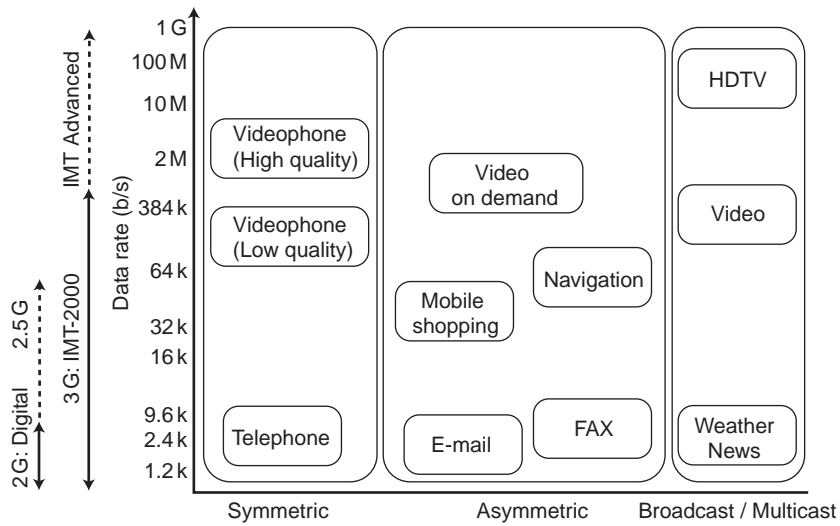 1 G
100 M
10 M
2 M
384 k
64 k
32 k
16 k
9.6 k
2.4 k
1.2 k
Data rate (b/s)
IMT Advanced
3 G: IMT-2000
2.5 G
2 G: Digital
Videophone
(High quality)
Videophone
(Low quality)
Telephone
Video
on demand
Navigation
Mobile
shopping
E-mail
FAX
HDTV
Video
Weather
News
Symmetric
Asymmetric
Broadcast / Multicast